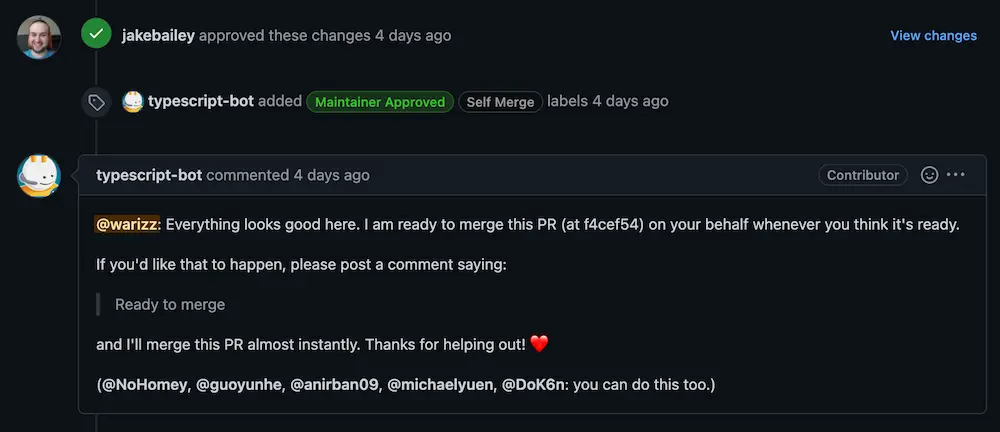 jakebailey approved these changes 4 days ago View changes
typescript-bot added Maintainer Approved Self Merge labels 4 days ago
typescript-bot commented 4 days ago Contributor
@warizz: Everything looks good here. I am ready to merge this PR (at f4cef54) on your behalf whenever you think it's ready.
If you'd like that to happen, please post a comment saying:
Ready to merge
and I'll merge this PR almost instantly. Thanks for helping out! ❤️
(@NoHomey, @guoyunhe, @anirban09, @michaelyuen, @DoK6n: you can do this too.)